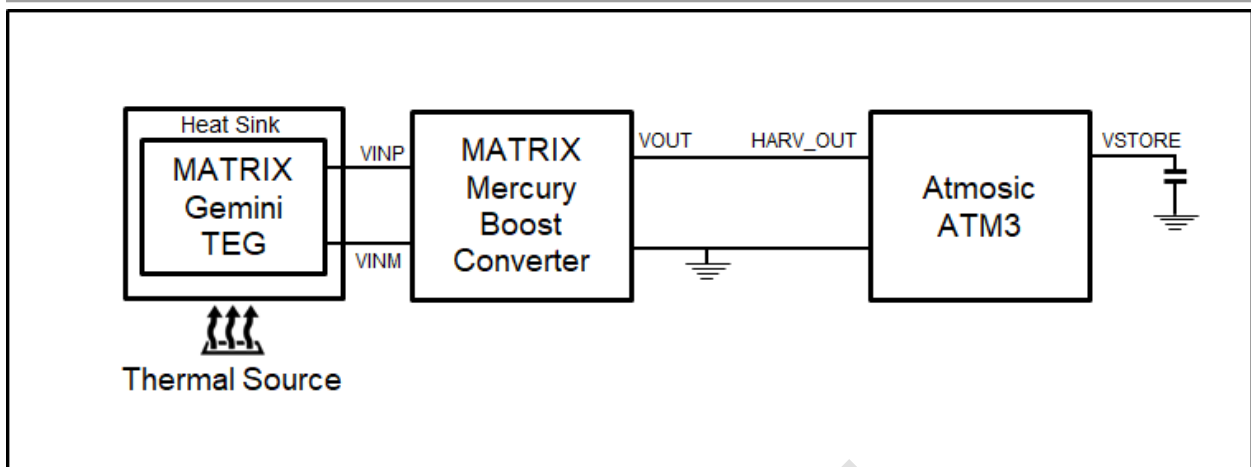 Heat Sink
MATRIX
Gemini
TEG
VINP
VINM
MATRIX
Mercury
Boost
Converter
VOUT
HARV_OUT
Atmosic
ATM3
VSTORE
Thermal Source